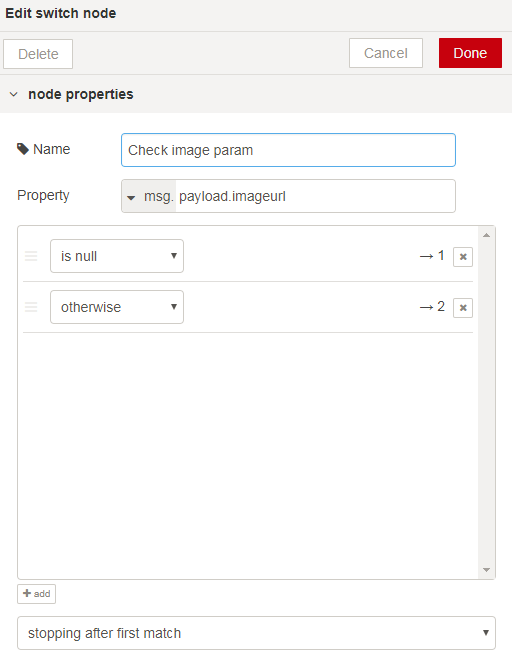 Edit switch node
Delete Cancel Done
node properties
Name Check image param
Property msg. payload.imageurl
is null → 1 ×
otherwise → 2 ×
+ add
stopping after first match